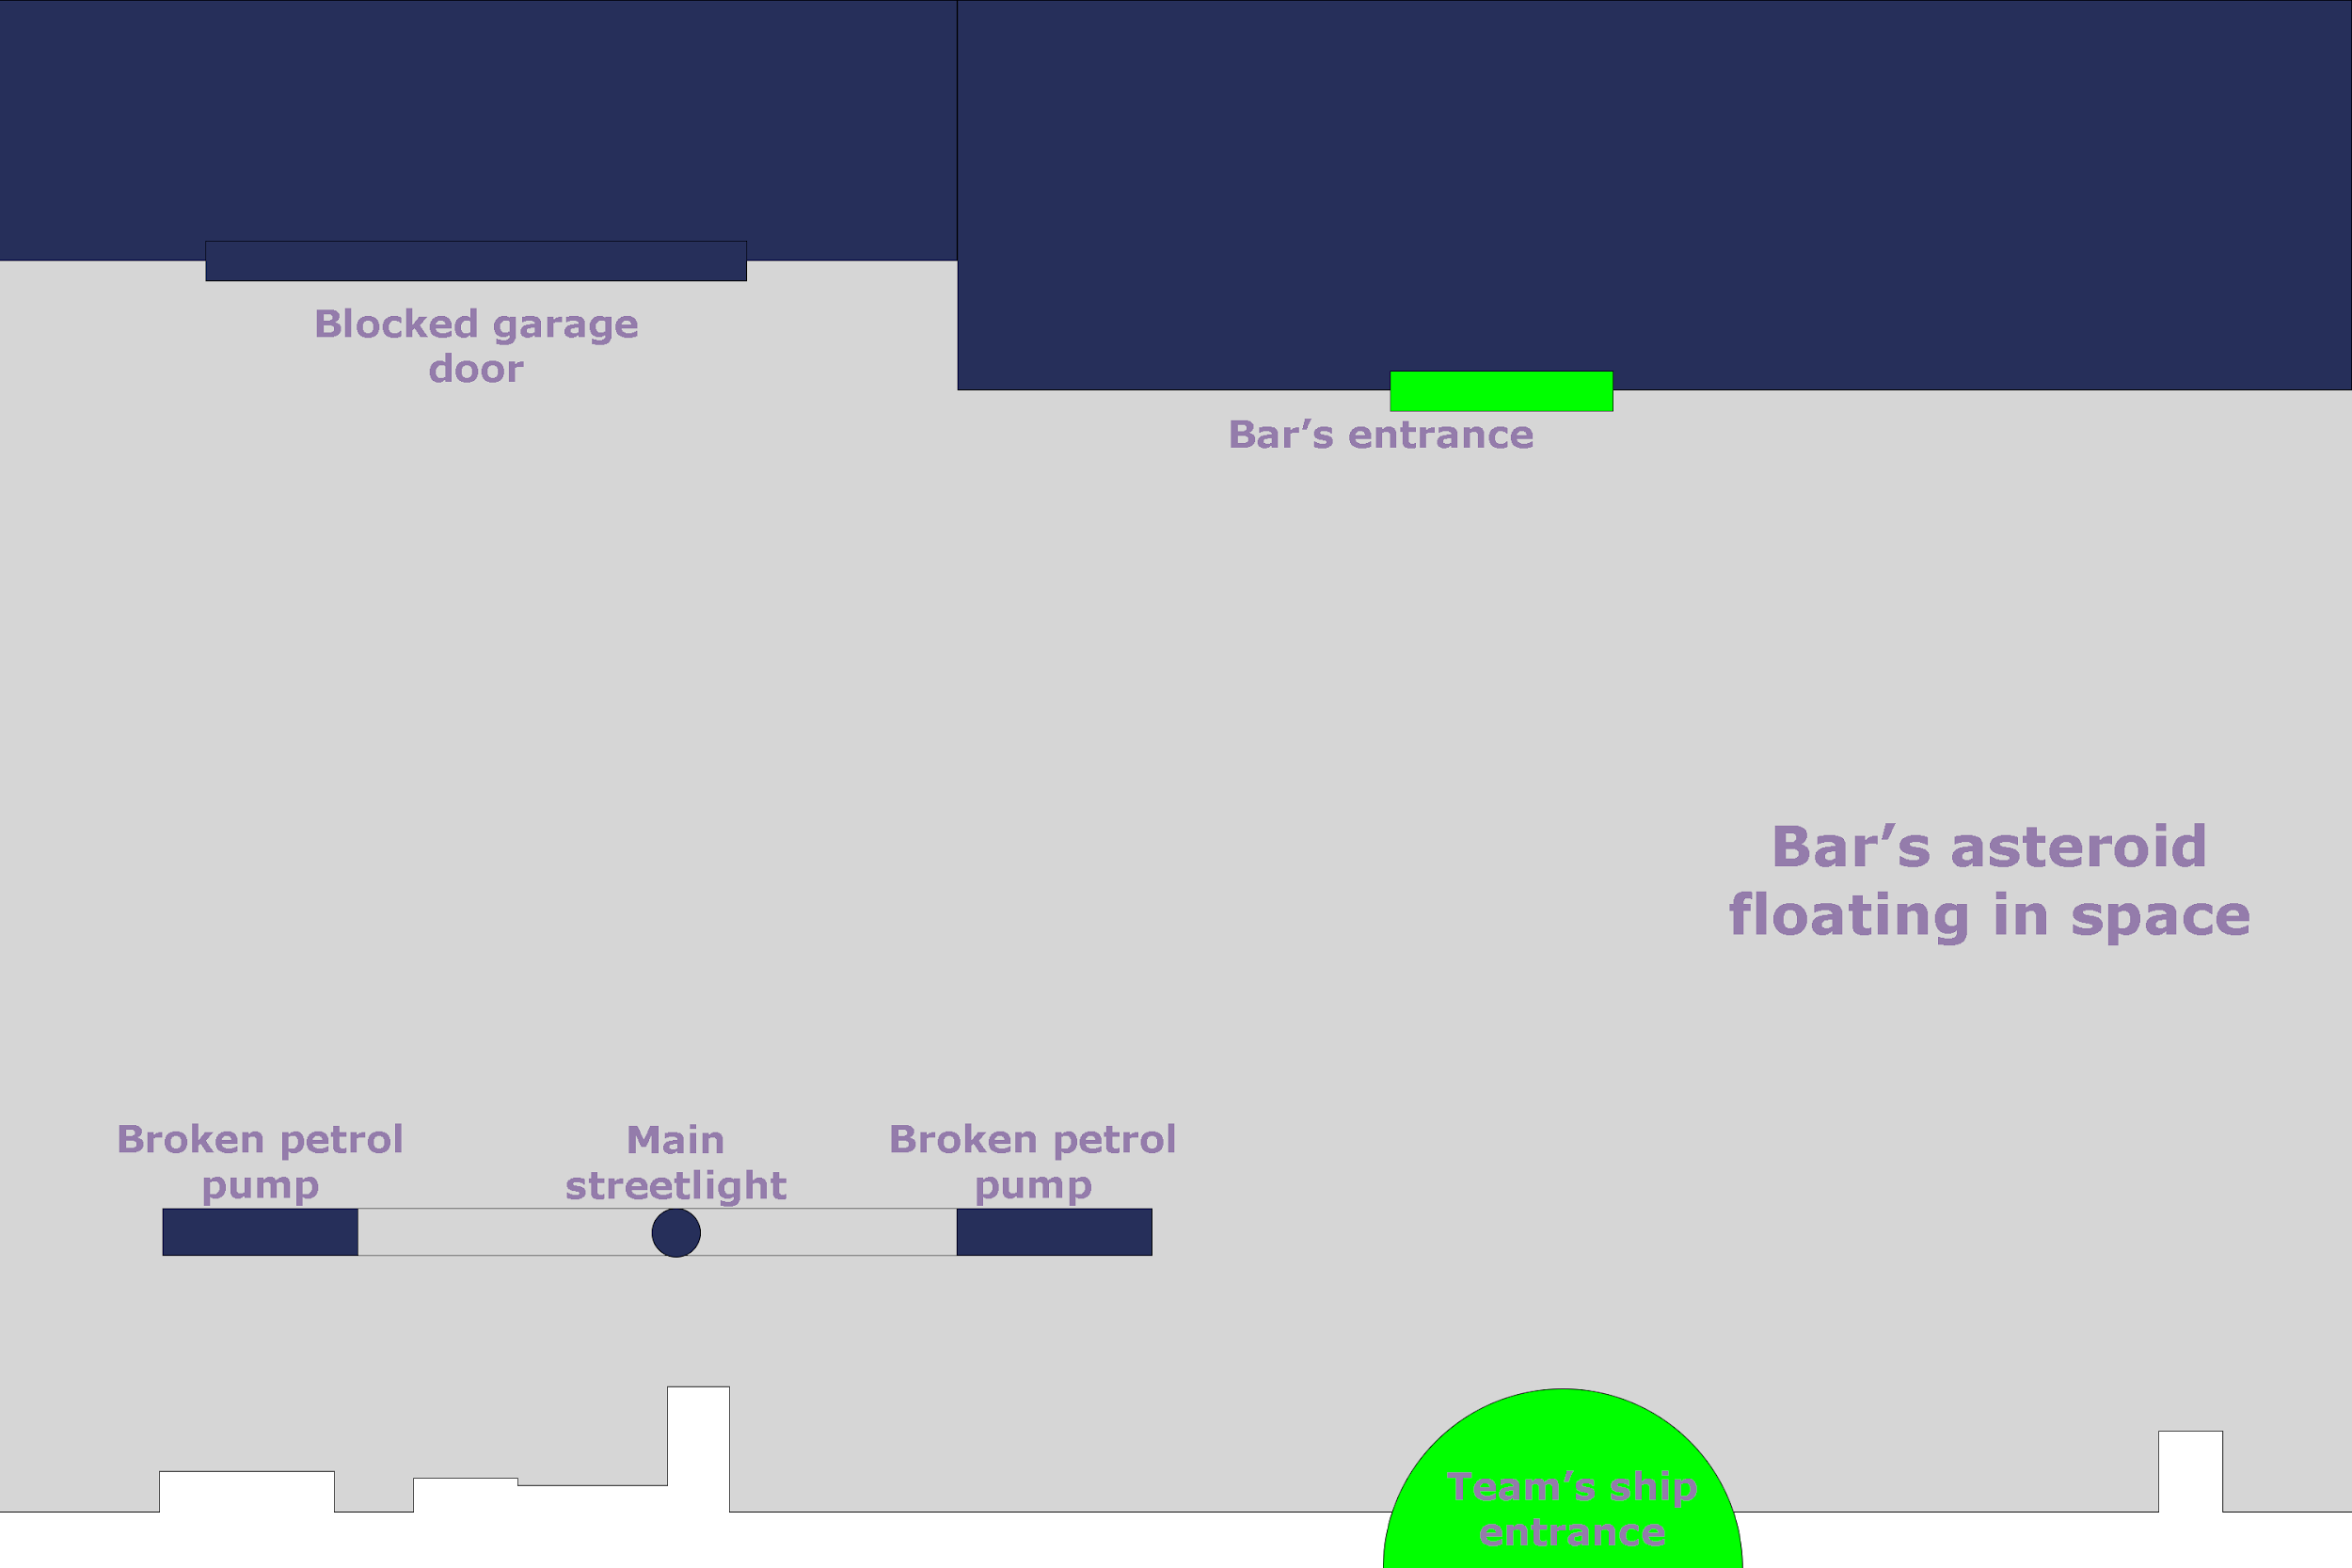 Blocked garage
door
Bar’s entrance
Bar’s asteroid
floating in space
Broken petrol
pump
Main
streetlight
Broken petrol
pump
Team’s ship
entrance